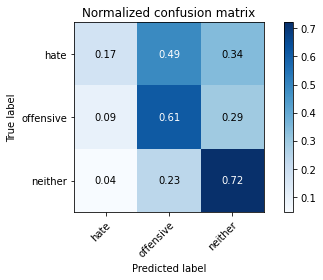 Normalized confusion matrix
hate 0.17 0.49 0.34
offensive 0.09 0.61 0.29
neither 0.04 0.23 0.72
True label
hate offensive neither
Predicted label
0.7
0.6
0.5
0.4
0.3
0.2
0.1